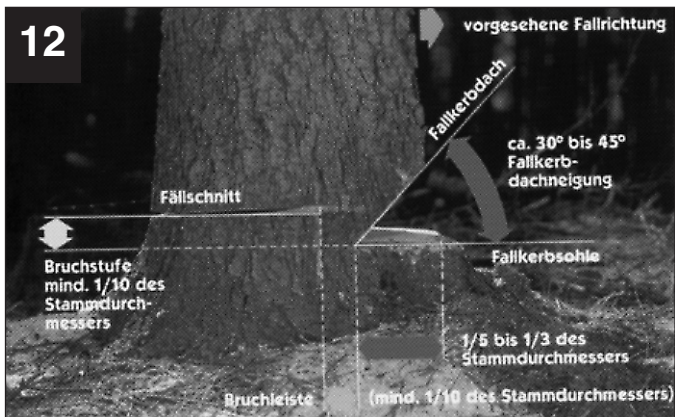 12
vorgesehene Fallrichtung
Fallkerbdach
ca. 30° bis 45°
Fallkerb-
dachneigung
Fällschnitt
Fallkerbsohle
Bruchstufe
mind. 1/10 des
Stammdurch-
messers
1/5 bis 1/3 des
Stammdurchmessers
Bruchleiste
(mind. 1/10 des Stammdurchmessers)